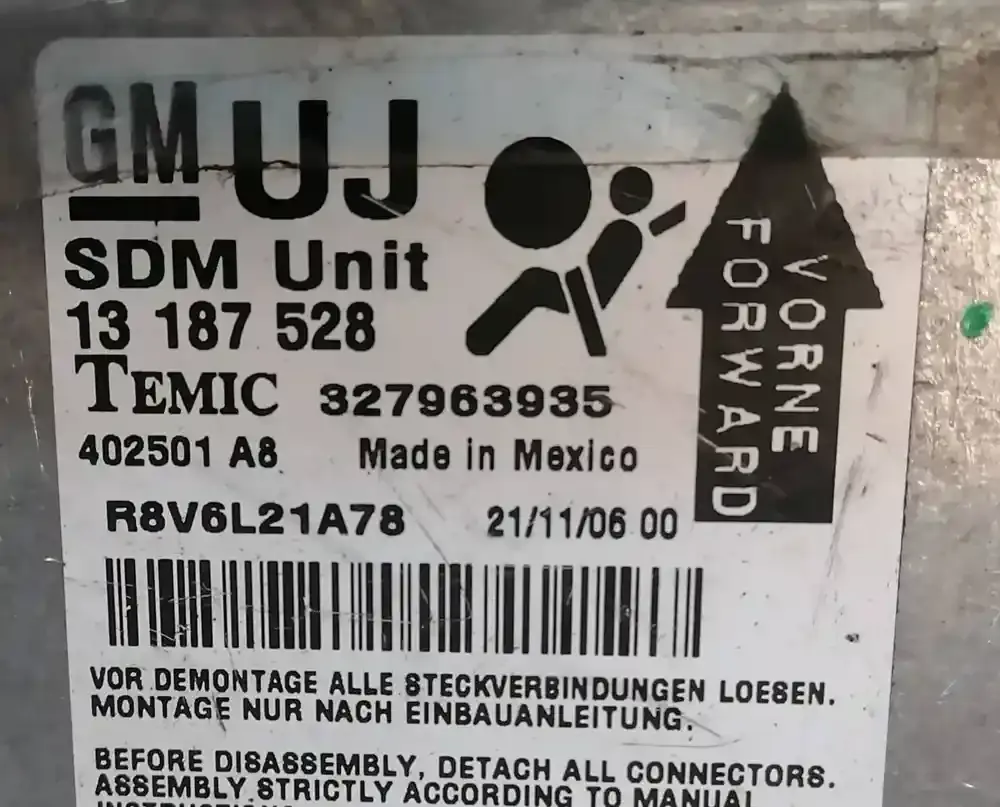 GM UJ
SDM Unit
13 187 528
TEMIC 327963935
402501 A8 Made in Mexico
R8V6L21A78 21/11/06 00
VORNE
FORWARD
VOR DEMONTAGE ALLE STECKVERBINDUNGEN LOESEN.
MONTAGE NUR NACH EINBAUANLEITUNG.
BEFORE DISASSEMBLY, DETACH ALL CONNECTORS.
ASSEMBLY STRICTLY ACCORDING TO MANUAL